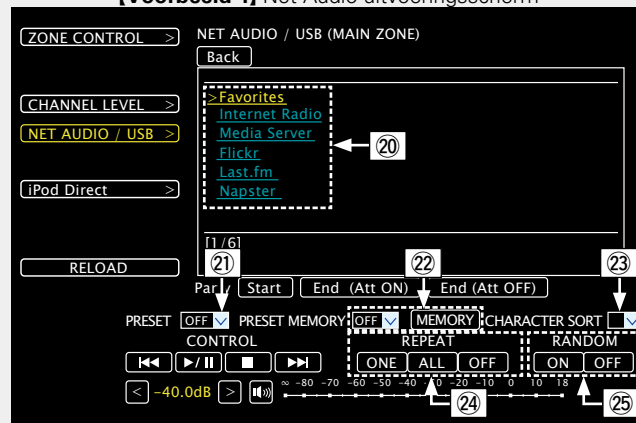 【Voorbeeld 4】 Net Audio-uitvoeringsscherm
ZONE CONTROL >
NET AUDIO / USB (MAIN ZONE)
Back
CHANNEL LEVEL >
NET AUDIO / USB >
iPod Direct >
RELOAD
>Favorites
Internet Radio
Media Server
Flickr
Last.fm
Napster
⑳
[1/6]
㉑ ㉒ ㉓
Party Start End (Att ON) End (Att OFF)
PRESET OFF PRESET MEMORY OFF MEMORY CHARACTER SORT
CONTROL REPEAT RANDOM
ONE ALL OFF ON OFF
< -40.0dB > ∞ -80 -70 -60 -50 -40 -30 -20 -10 0 10 18
㉔ ㉕